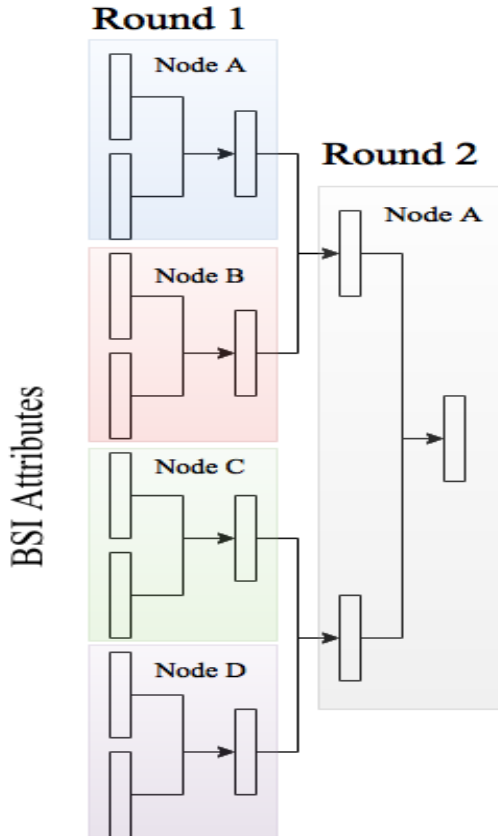 Round 1
Node A
Round 2
Node A
Node B
BSI Attributes
Node C
Node D